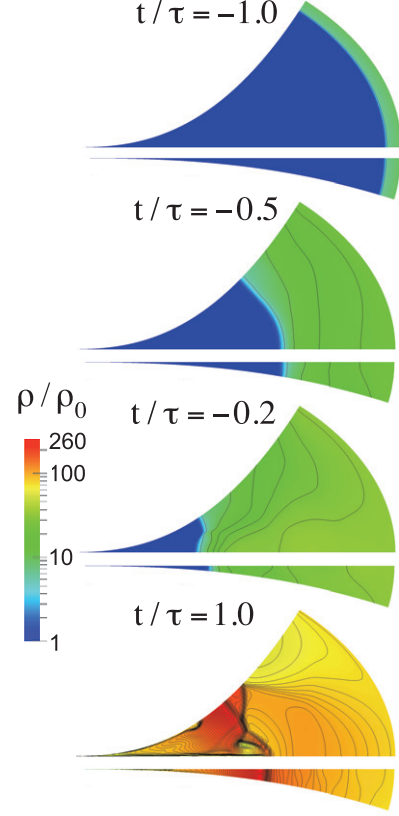 t / τ = −1.0
t / τ = −0.5
ρ / ρ0
t / τ = −0.2
260
100
10
1
t / τ = 1.0